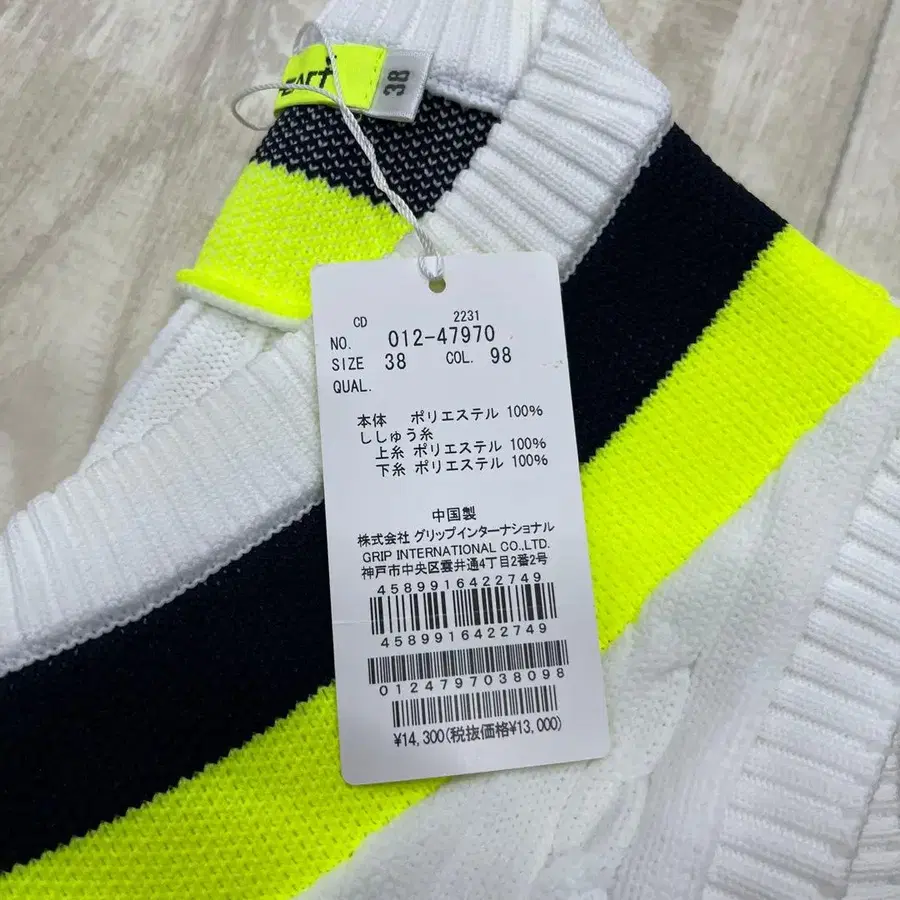 38
CD 2231
NO. 012-47970
SIZE 38 COL. 98
QUAL.
本体 ポリエステル 100%
ししゅう糸
上糸 ポリエステル 100%
下糸 ポリエステル 100%
中国製
株式会社 グリップインターナショナル
GRIP INTERNATIONAL CO.,LTD.
神戸市中央区雲井通4丁目2番2号
4589916422749
4589916422749
0124797038098
¥14,300(税抜価格¥13,000)